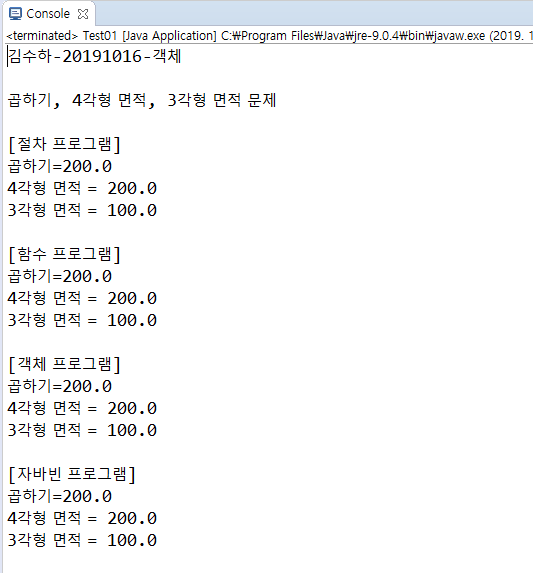 Console
<terminated> Test01 [Java Application] C:₩Program Files₩Java₩jre-9.0.4₩bin₩javaw.exe (2019. 1
김수하-20191016-객체
곱하기, 4각형 면적, 3각형 면적 문제
[절차 프로그램]
곱하기=200.0
4각형 면적 = 200.0
3각형 면적 = 100.0
[함수 프로그램]
곱하기=200.0
4각형 면적 = 200.0
3각형 면적 = 100.0
[객체 프로그램]
곱하기=200.0
4각형 면적 = 200.0
3각형 면적 = 100.0
[자바빈 프로그램]
곱하기=200.0
4각형 면적 = 200.0
3각형 면적 = 100.0